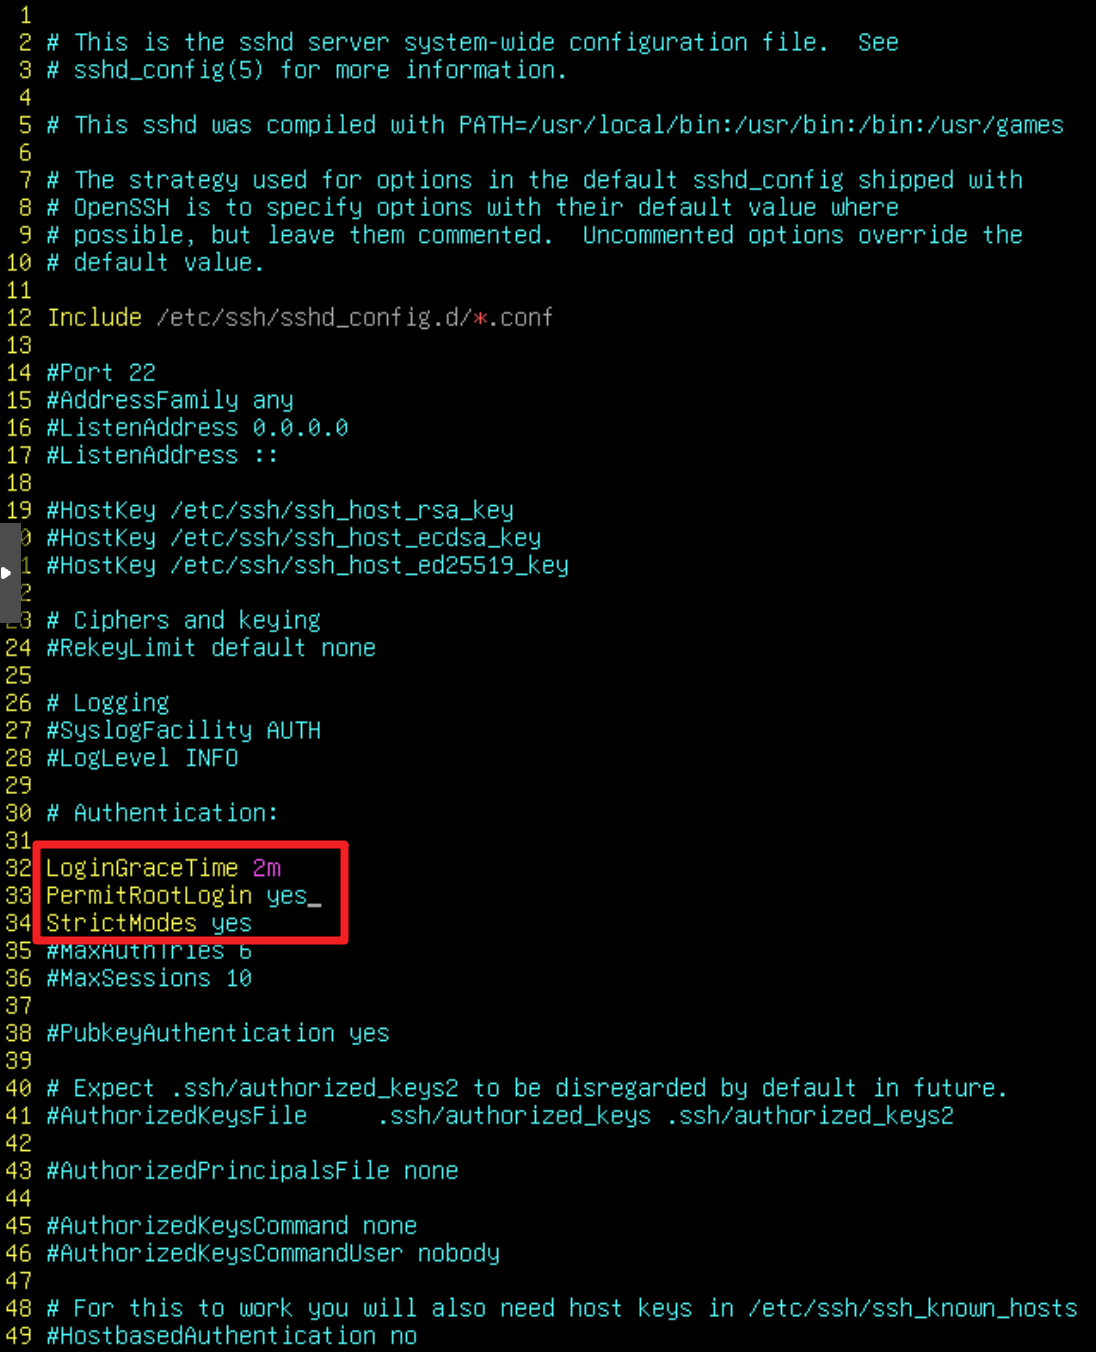 1
2 # This is the sshd server system-wide configuration file.  See
3 # sshd_config(5) for more information.
4
5 # This sshd was compiled with PATH=/usr/local/bin:/usr/bin:/bin:/usr/games
6
7 # The strategy used for options in the default sshd_config shipped with
8 # OpenSSH is to specify options with their default value where
9 # possible, but leave them commented.  Uncommented options override the
10 # default value.
11
12 Include /etc/ssh/sshd_config.d/*.conf
13
14 #Port 22
15 #AddressFamily any
16 #ListenAddress 0.0.0.0
17 #ListenAddress ::
18
19 #HostKey /etc/ssh/ssh_host_rsa_key
0 #HostKey /etc/ssh/ssh_host_ecdsa_key
1 #HostKey /etc/ssh/ssh_host_ed25519_key
2
23 # Ciphers and keying
24 #RekeyLimit default none
25
26 # Logging
27 #SyslogFacility AUTH
28 #LogLevel INFO
29
30 # Authentication:
31
32 LoginGraceTime 2m
33 PermitRootLogin yes_
34 StrictModes yes
35 #MaxAuthTries 6
36 #MaxSessions 10
37
38 #PubkeyAuthentication yes
39
40 # Expect .ssh/authorized_keys2 to be disregarded by default in future.
41 #AuthorizedKeysFile     .ssh/authorized_keys .ssh/authorized_keys2
42
43 #AuthorizedPrincipalsFile none
44
45 #AuthorizedKeysCommand none
46 #AuthorizedKeysCommandUser nobody
47
48 # For this to work you will also need host keys in /etc/ssh/ssh_known_hosts
49 #HostbasedAuthentication no